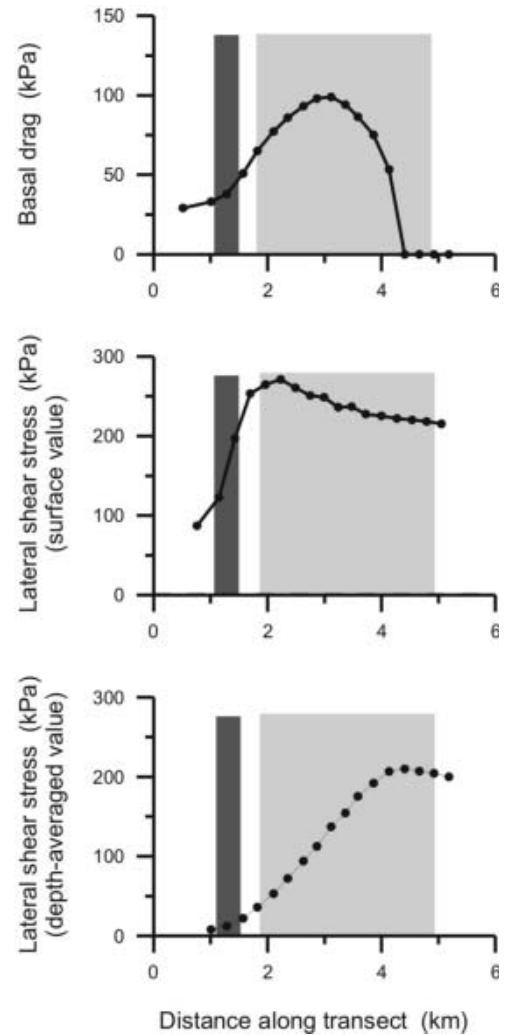 Basal drag (kPa)
150
100
50
0
0 2 4 6
Lateral shear stress (kPa)
(surface value)
300
200
100
0
0 2 4 6
Lateral shear stress (kPa)
(depth-averaged value)
300
200
100
0
0 2 4 6
Distance along transect (km)